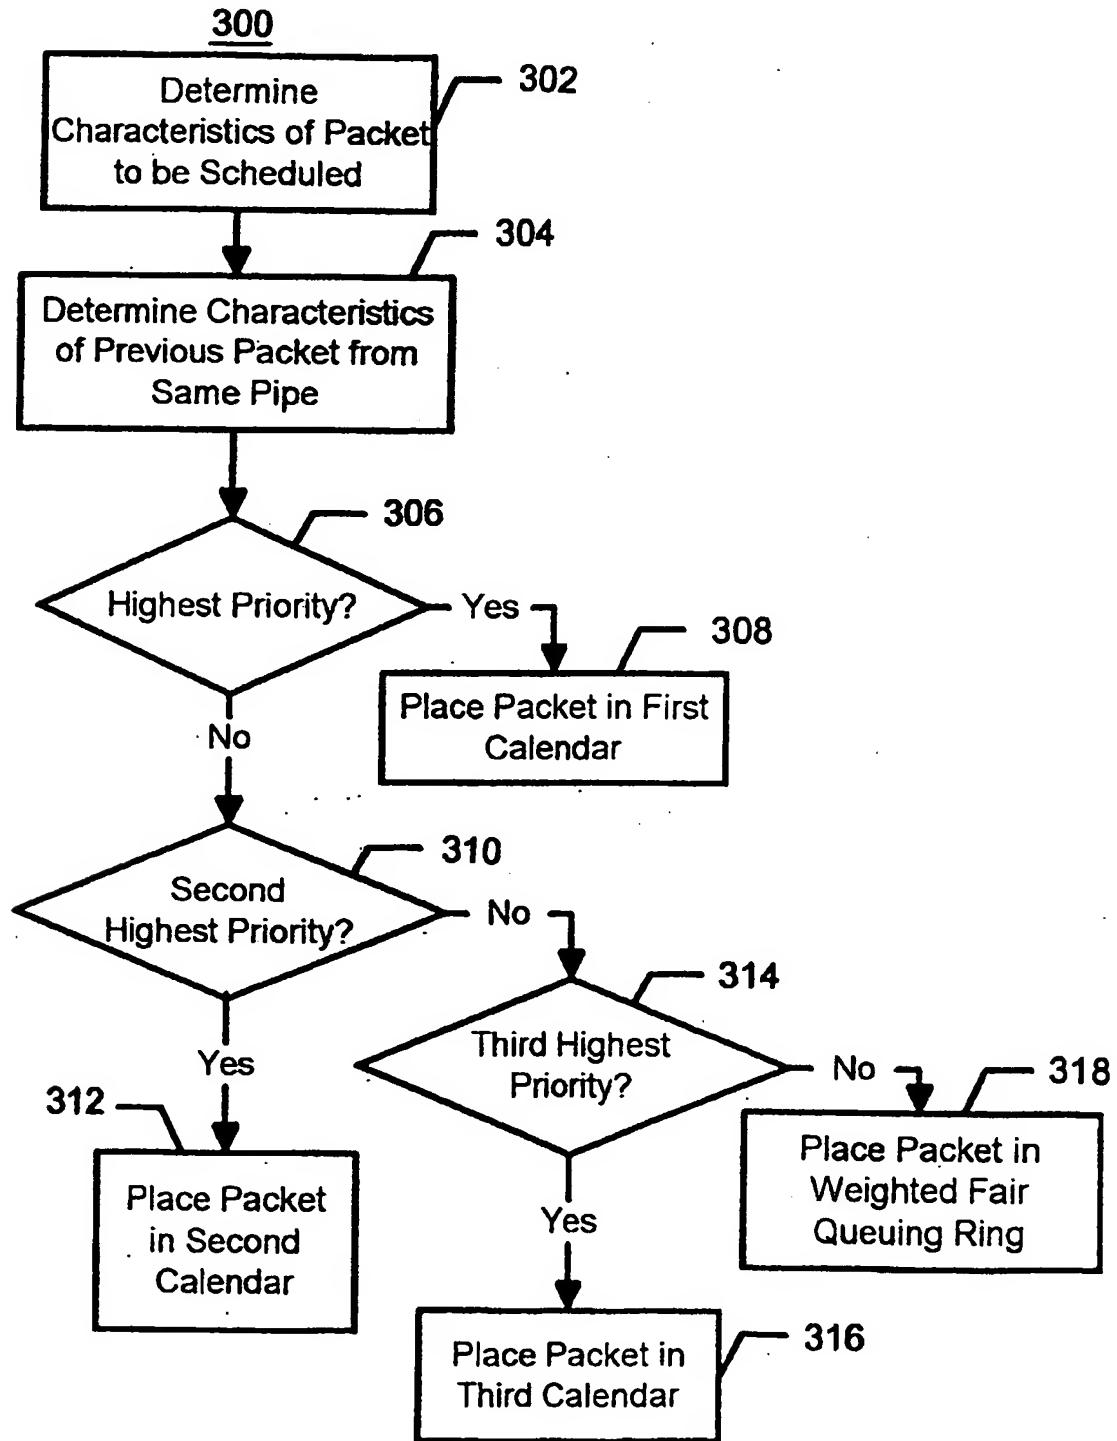 300
302
Determine
Characteristics of Packet
to be Scheduled
304
Determine Characteristics
of Previous Packet from
Same Pipe
306
Highest Priority?
Yes
308
Place Packet in First
Calendar
No
310
Second
Highest Priority?
No
314
Third Highest
Priority?
Yes
No
318
312
Place Packet in
Weighted Fair
Queuing Ring
Place Packet
in Second
Calendar
Yes
316
Place Packet in
Third Calendar